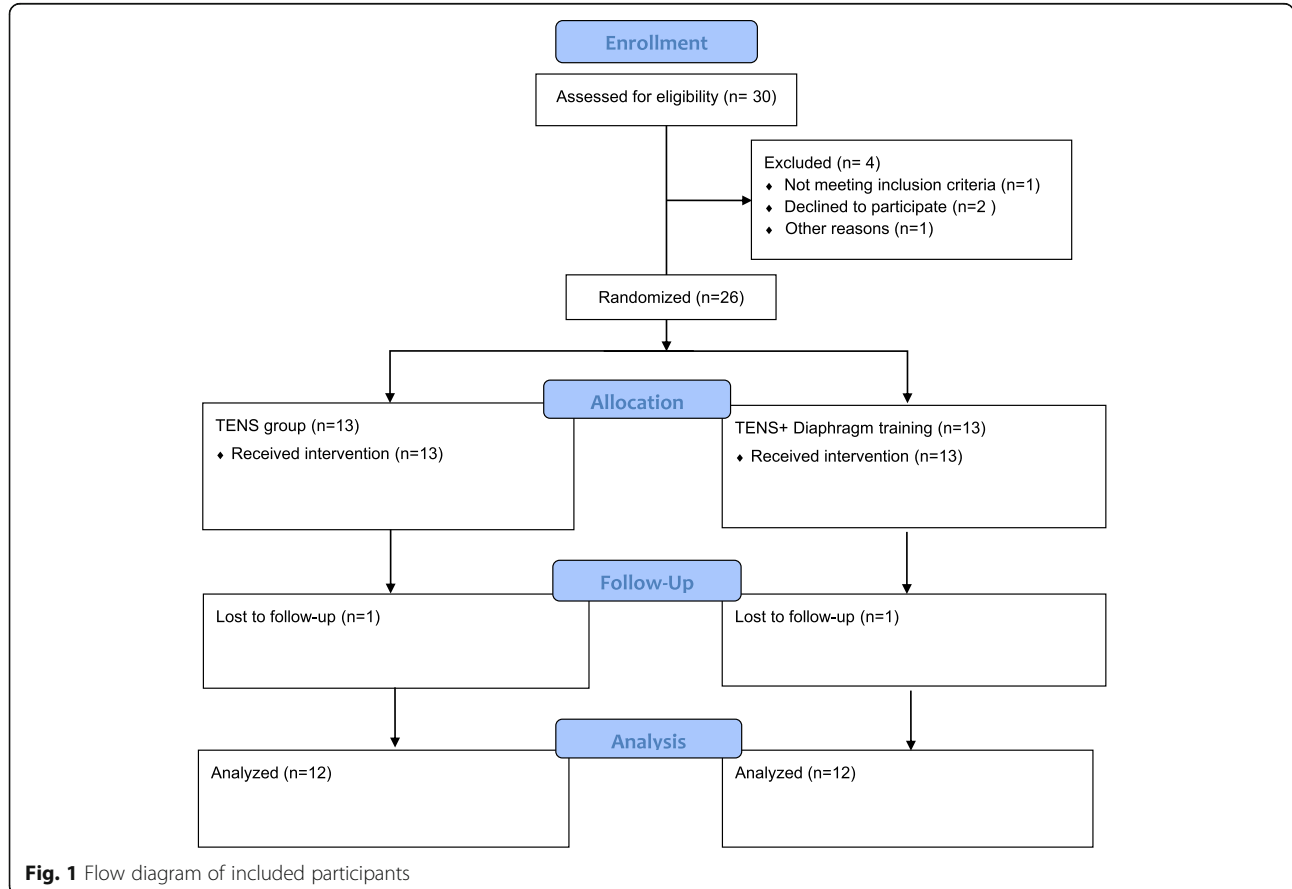 Enrollment
Assessed for eligibility (n= 30)
Excluded (n= 4)
♦ Not meeting inclusion criteria (n=1)
♦ Declined to participate (n=2 )
♦ Other reasons (n=1)
Randomized (n=26)
Allocation
TENS group (n=13)
♦ Received intervention (n=13)
TENS+ Diaphragm training (n=13)
♦ Received intervention (n=13)
Follow-Up
Lost to follow-up (n=1)
Lost to follow-up (n=1)
Analysis
Analyzed (n=12)
Analyzed (n=12)
Fig. 1 Flow diagram of included participants